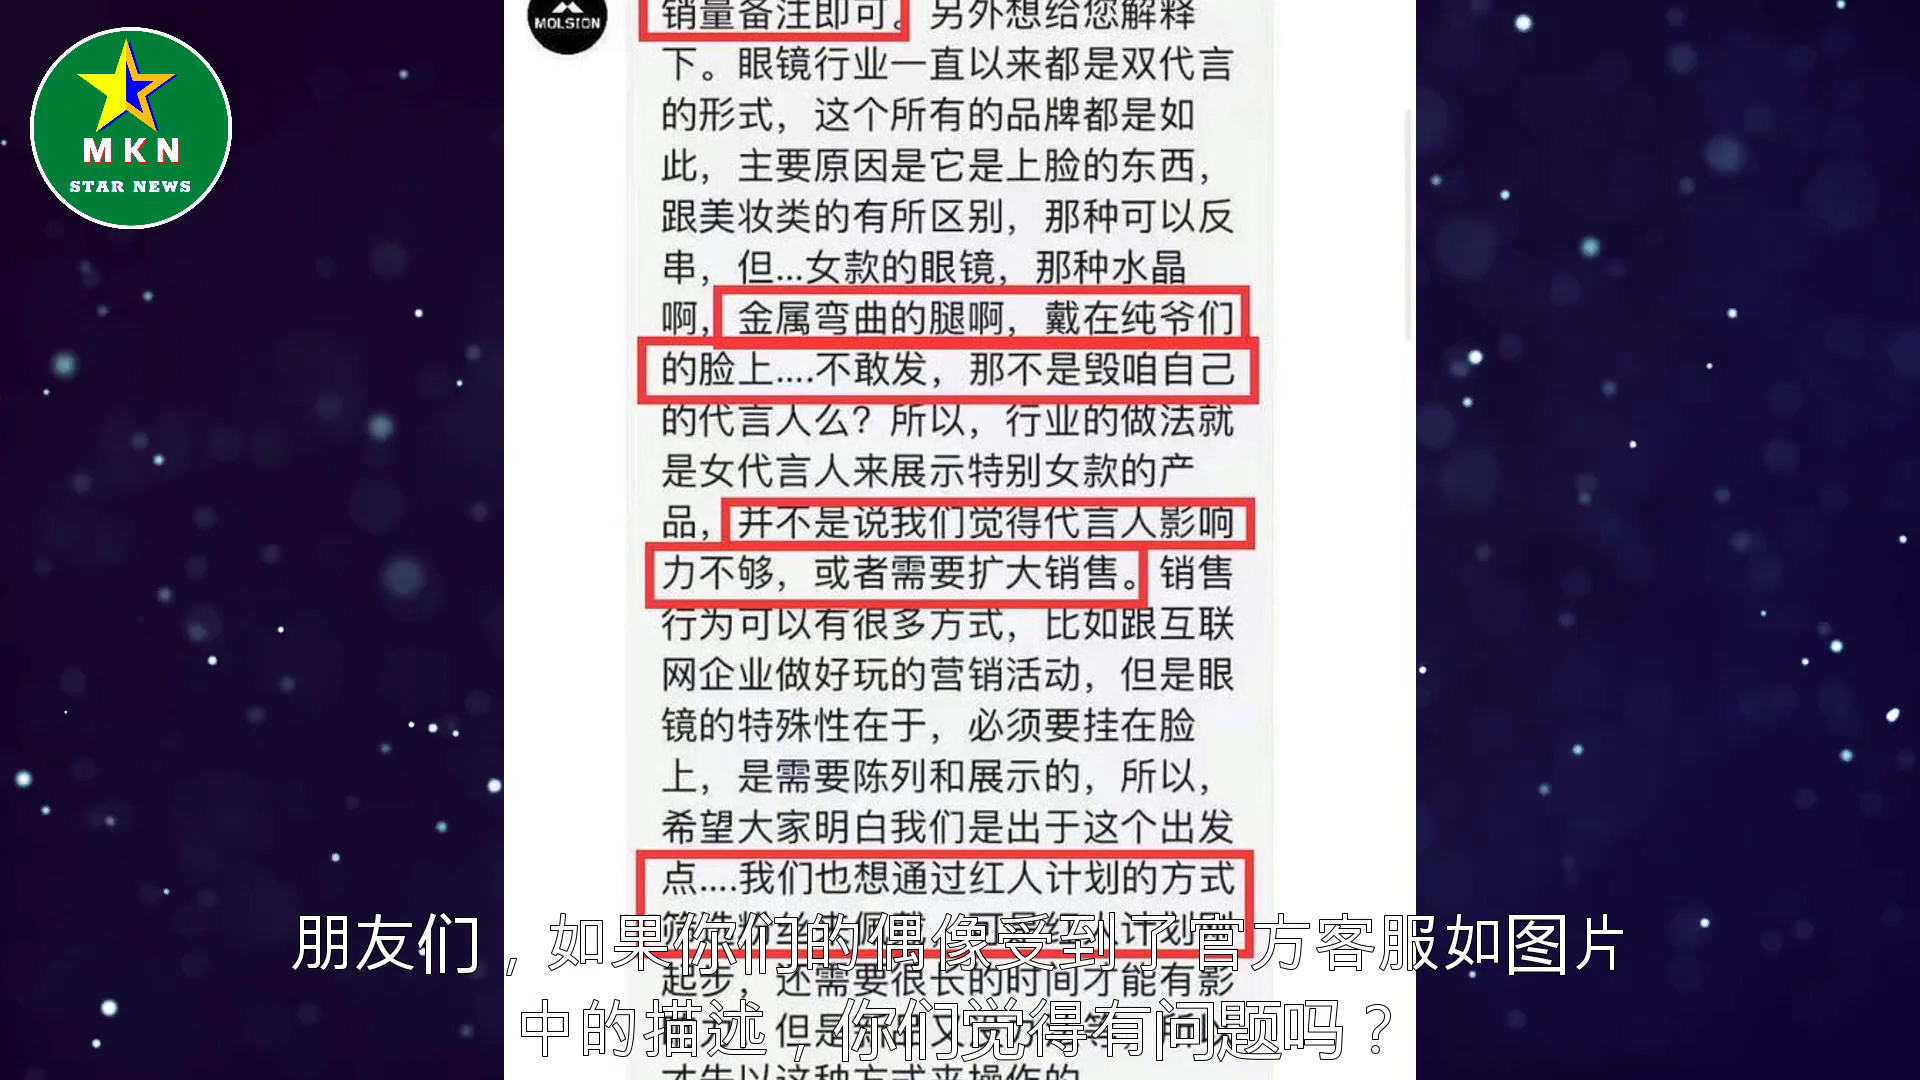 MOLSION
销量备注即可。另外想给您解释
下。眼镜行业一直以来都是双代言
的形式，这个所有的品牌都是如
此，主要原因是它是上脸的东西，
跟美妆类的有所区别，那种可以反
串，但...女款的眼镜，那种水晶
啊，金属弯曲的腿啊，戴在纯爷们
的脸上....不敢发，那不是毁咱自己
的代言人么？所以，行业的做法就
是女代言人来展示特别女款的产
品，并不是说我们觉得代言人影响
力不够，或者需要扩大销售。销售
行为可以有很多方式，比如跟互联
网企业做好玩的营销活动，但是眼
镜的特殊性在于，必须要挂在脸
上，是需要陈列和展示的，所以，
希望大家明白我们是出于这个出发
点....我们也想通过红人计划的方式
起步，还需要很长的时间才能有影
MKN
STAR NEWS
朋友们，如果你们的偶像受到了官方客服如图片
中的描述，你们觉得有问题吗？